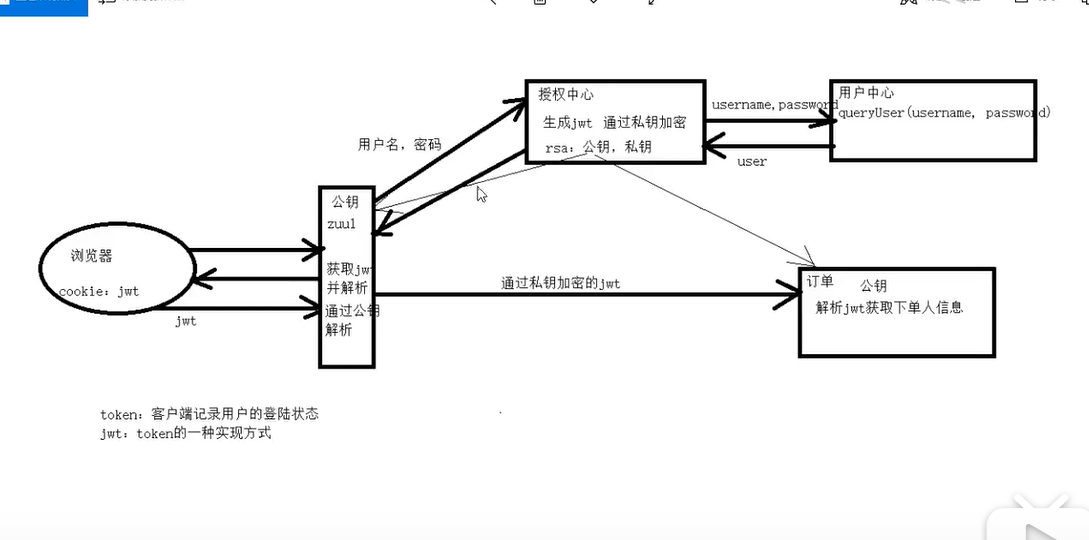 授权中心
生成jwt 通过私钥加密
rsa：公钥，私钥
username,password
用户中心
queryUser(username, password)
user
用户名，密码
公钥
zuul
获取jwt
并解析
通过公钥
解析
浏览器
cookie：jwt
jwt
通过私钥加密的jwt
订单
公钥
解析jwt获取下单人信息
token：客户端记录用户的登陆状态
jwt：token的一种实现方式